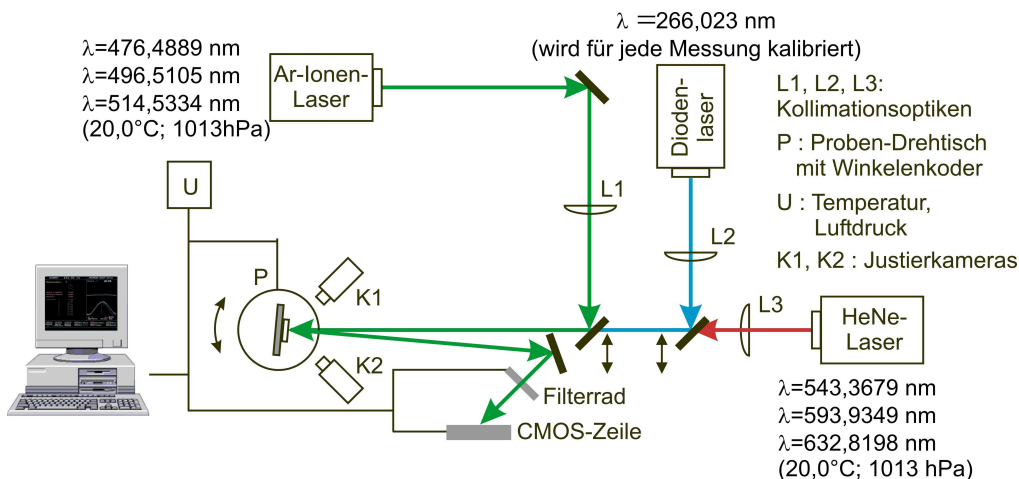 λ=476,4889 nm
λ=496,5105 nm
λ=514,5334 nm
(20,0°C; 1013hPa)
Ar-Ionen-
Laser
λ =266,023 nm
(wird für jede Messung kalibriert)
Dioden-
laser
L1, L2, L3:
Kollimationsoptiken
P : Proben-Drehtisch
mit Winkelenkoder
U : Temperatur,
Luftdruck
K1, K2 : Justierkameras
U
L1
L2
L3
P
K1
K2
HeNe-
Laser
Filterrad
CMOS-Zeile
λ=543,3679 nm
λ=593,9349 nm
λ=632,8198 nm
(20,0°C; 1013 hPa)